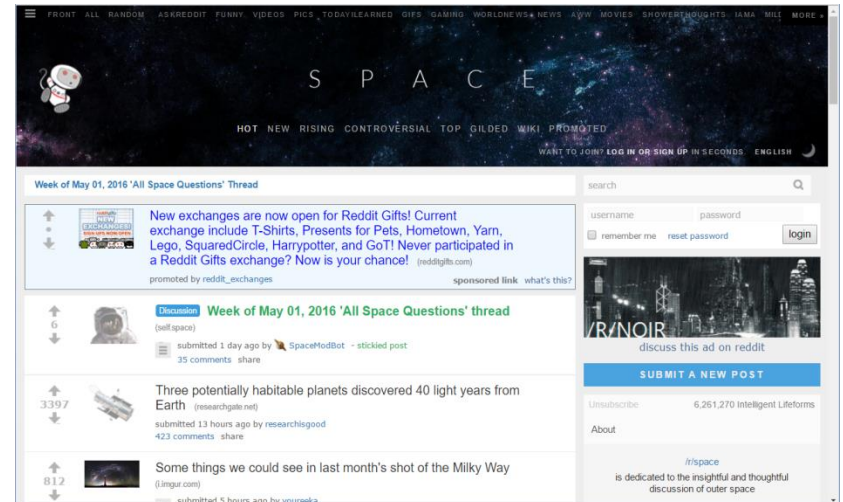 FRONT ALL RANDOM ASKREDDIT FUNNY VIDEOS PICS TODAYILEARNED GIFS GAMING WORLDNEWS NEWS AWW MOVIES SHOWERTHOUGHTS IAMA MILD MORE »
S P A C E
HOT NEW RISING CONTROVERSIAL TOP GILDED WIKI PROMOTED
WANT TO JOIN? LOG IN OR SIGN UP IN SECONDS. ENGLISH
Week of May 01, 2016 'All Space Questions' Thread
search
New exchanges are now open for Reddit Gifts! Current
exchange include T-Shirts, Presents for Pets, Hometown, Yarn,
Lego, SquaredCircle, Harrypotter, and GoT! Never participated in
a Reddit Gifts exchange? Now is your chance! (redditgifts.com)
promoted by reddit_exchanges
sponsored link what's this?
NEW
EXCHANGES!
username password
remember me reset password login
/R/NOIR
discuss this ad on reddit
6
Discussion Week of May 01, 2016 'All Space Questions' thread
(self.space)
submitted 1 day ago by SpaceModBot - stickied post
35 comments share
SUBMIT A NEW POST
3397
Three potentially habitable planets discovered 40 light years from
Earth (researchgate.net)
submitted 13 hours ago by researchisgood
423 comments share
Unsubscribe 6,261,270 Intelligent Lifeforms
About
/r/space
is dedicated to the insightful and thoughtful
discussion of outer space
812
Some things we could see in last month's shot of the Milky Way
(i.imgur.com)
submitted 5 hours ago by youreeka